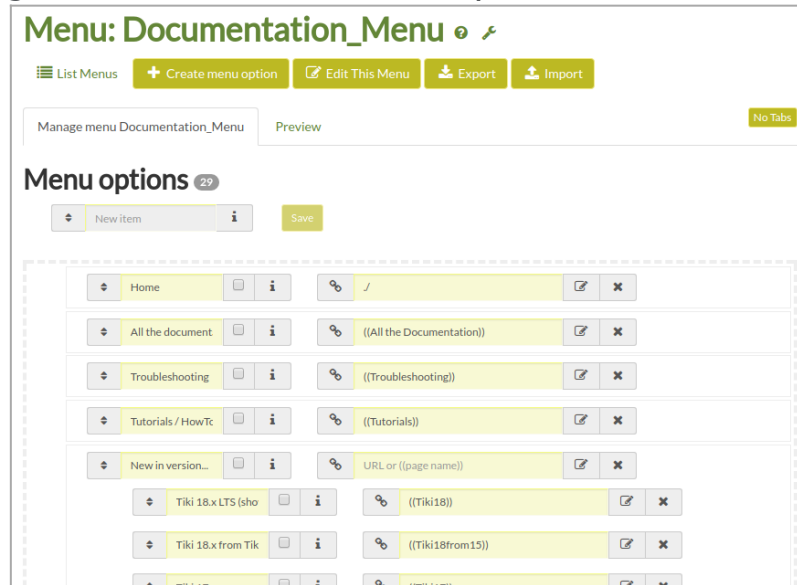 Menu: Documentation_Menu
List Menus Create menu option Edit This Menu Export Import
Manage menu Documentation_Menu Preview No Tabs
Menu options 29
New item Save
Home ./
All the document ((All the Documentation))
Troubleshooting ((Troubleshooting))
Tutorials / HowTo ((Tutorials))
New in version... URL or ((page name))
Tiki 18.x LTS (sho ((Tiki18))
Tiki 18.x from Tik ((Tiki18from15))